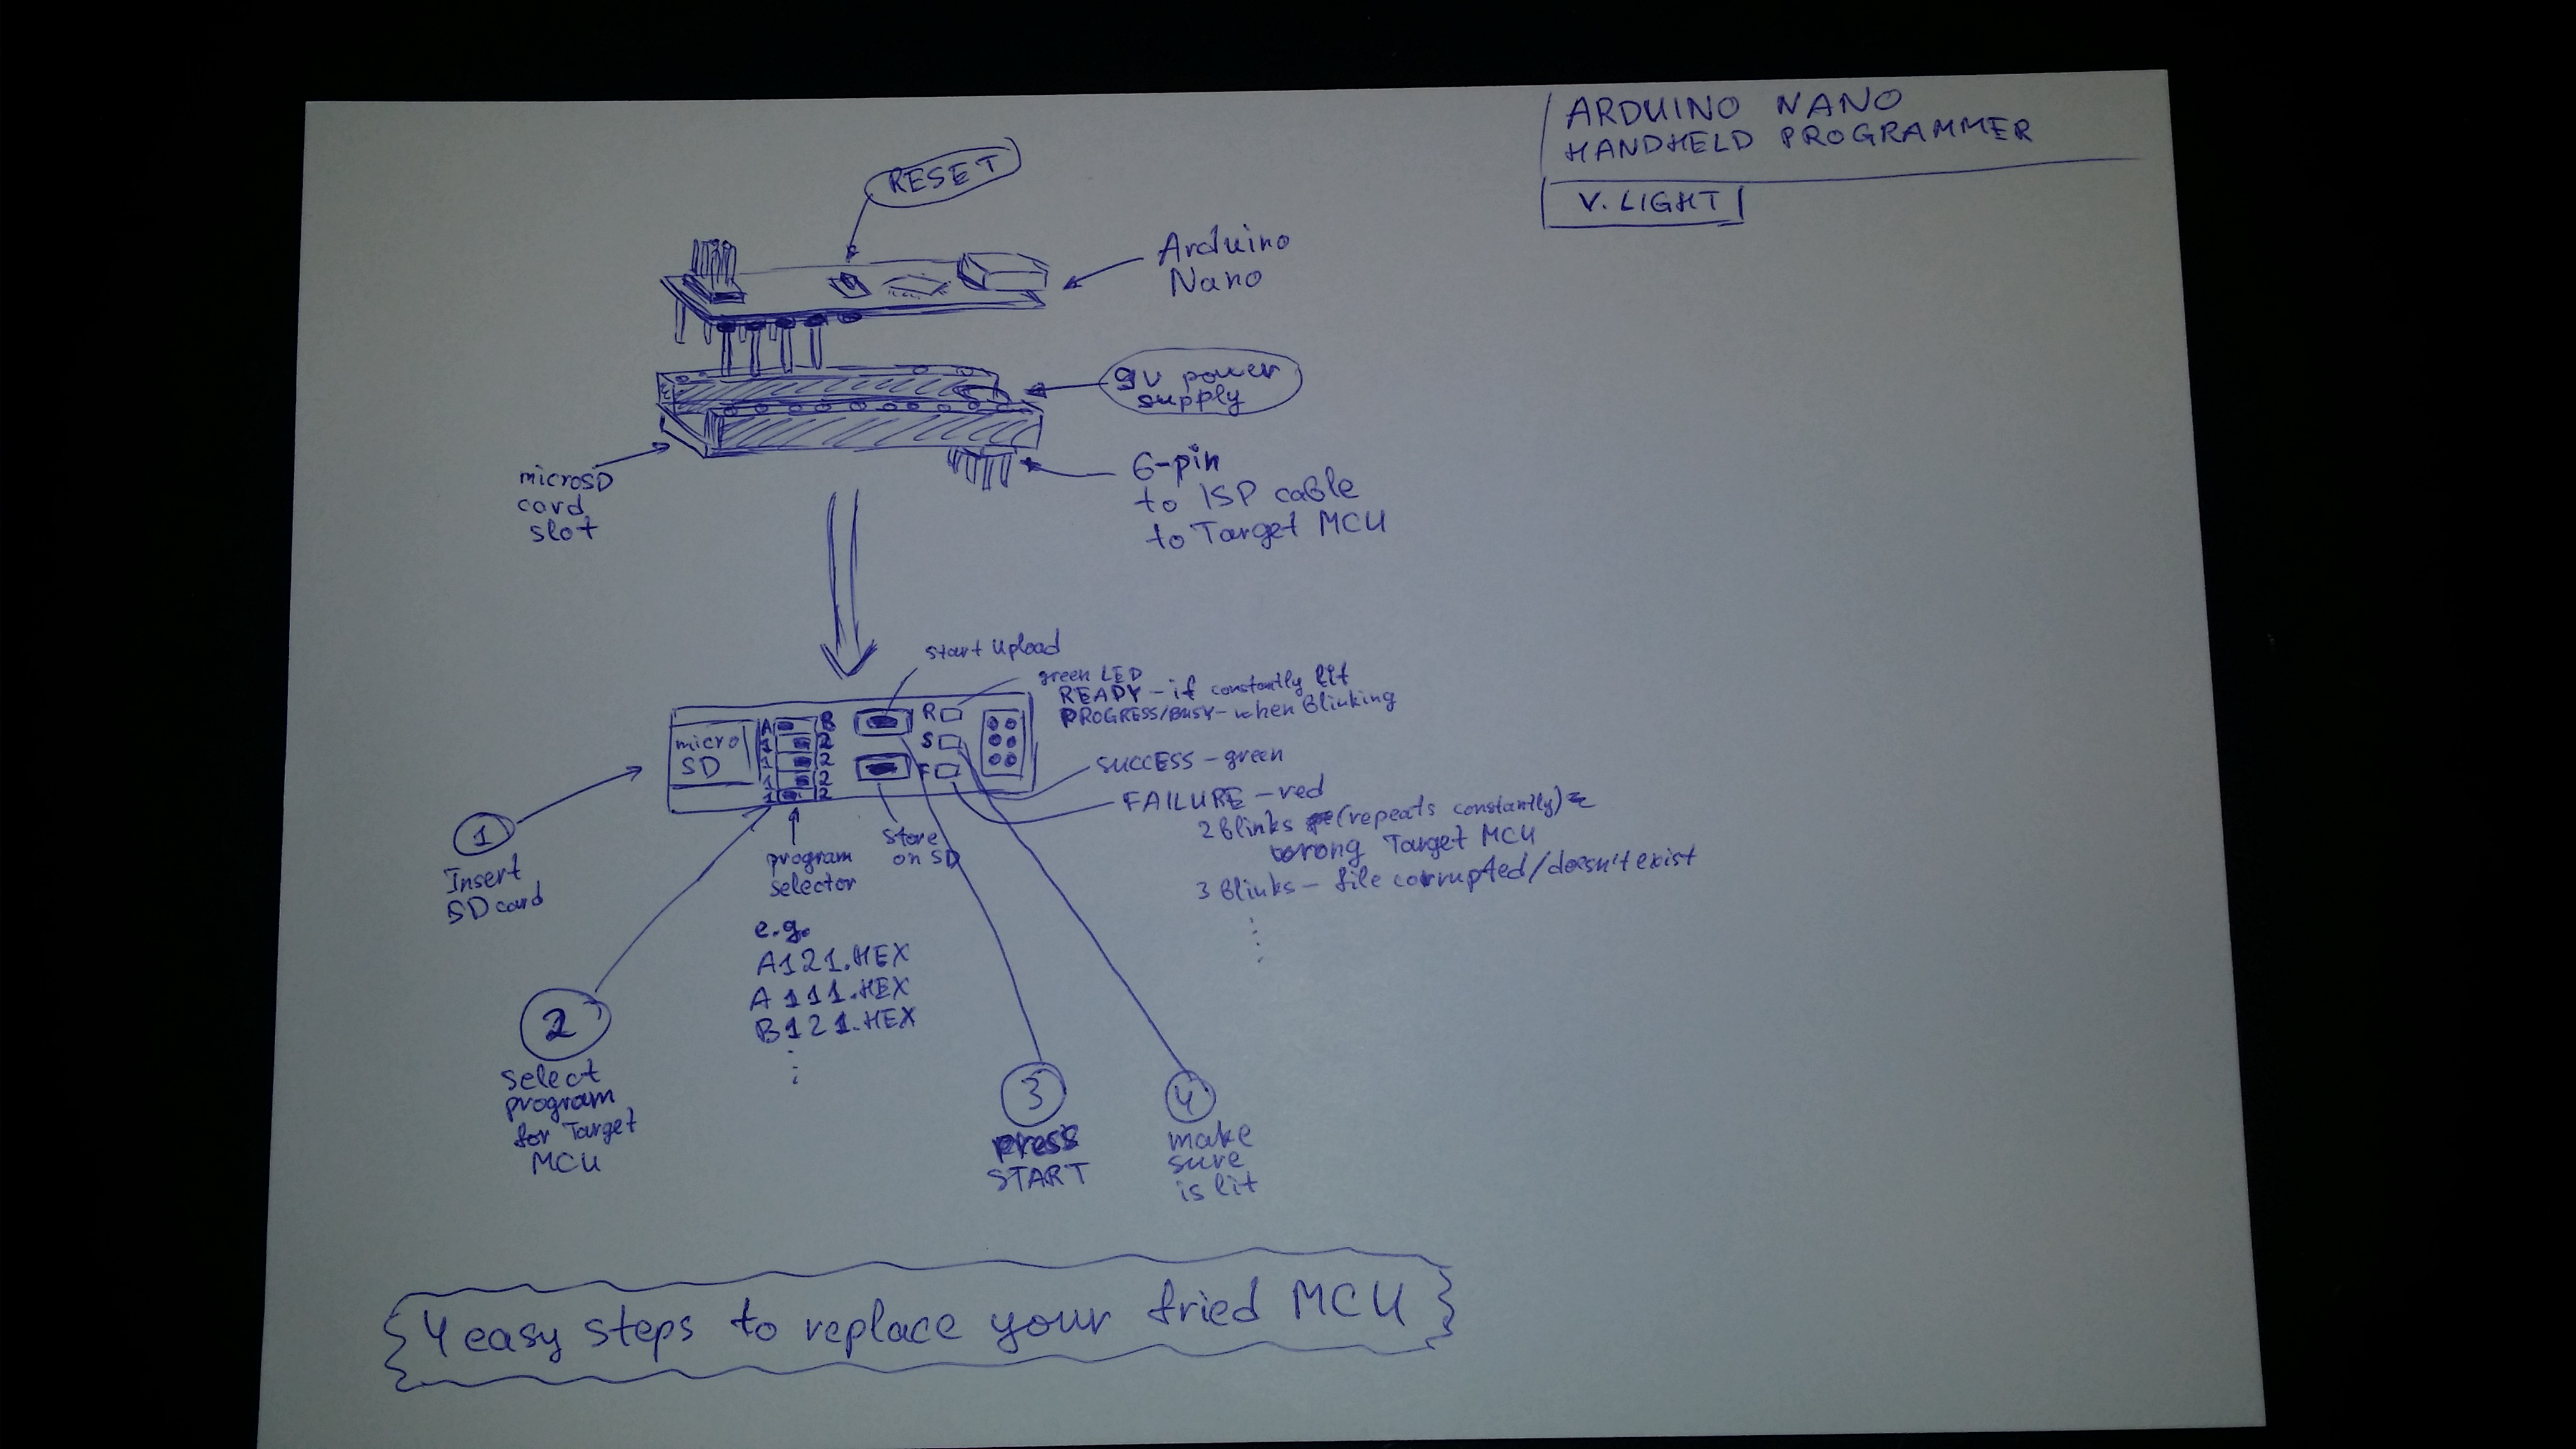 ARDUINO NANO
HANDHELD PROGRAMMER
V. LIGHT
RESET
Arduino
Nano
9V power
supply
microSD
card
slot
6-pin
to ISP cable
to Target MCU
start upload
green LED
READY - if constantly lit
PROGRESS/BUSY - when Blinking
A B
1 2
1 2
1 2
1 2
micro
SD
R
S
F
SUCCESS - green
FAILURE - red
2 Blinks (repeats constantly) =
wrong Target MCU
3 Blinks - file corrupted/doesn't exist
1
Insert
SD card
program
selector
store
on SD
e.g.
A121.HEX
A 111.HEX
B121.HEX
2
select
program
for Target
MCU
3
press
START
4
make
sure
is lit
4 easy steps to replace your fried MCU